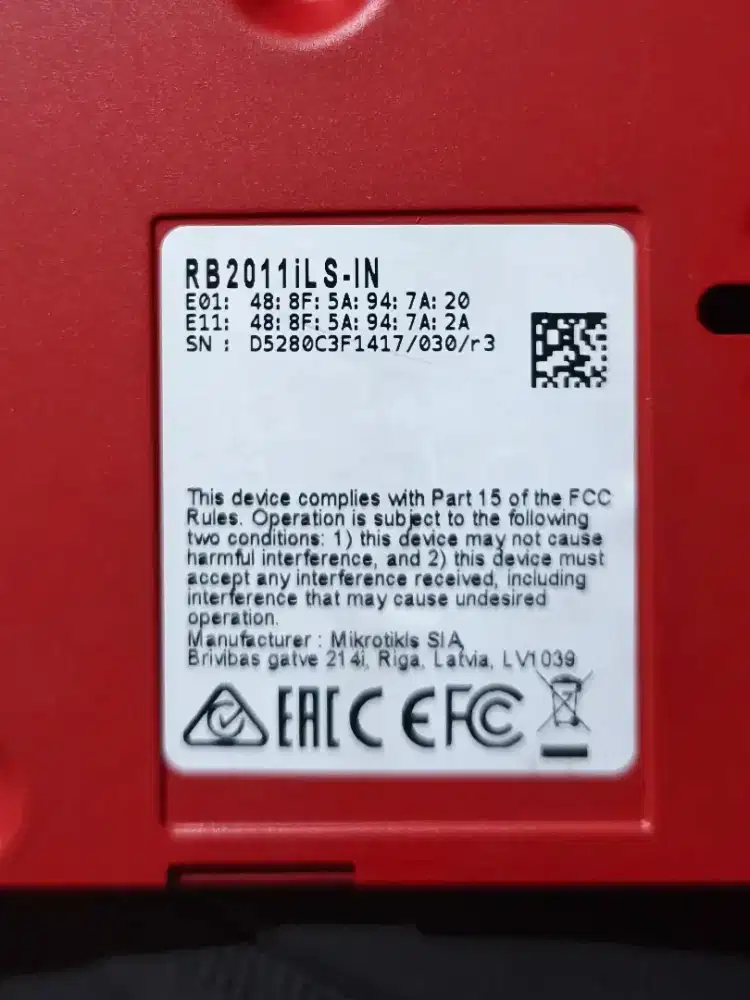 RB2011iLS-IN
E01: 48:8F:5A:94:7A:20
E11: 48:8F:5A:94:7A:2A
SN : D5280C3F1417/030/r3
This device complies with Part 15 of the FCC
Rules. Operation is subject to the following
two conditions: 1) this device may not cause
harmful interference, and 2) this device must
accept any interference received, including
interference that may cause undesired
operation.
Manufacturer : Mikrotikls SIA
Brivibas gatve 214i, Riga, Latvia, LV1039
EAC CE FC